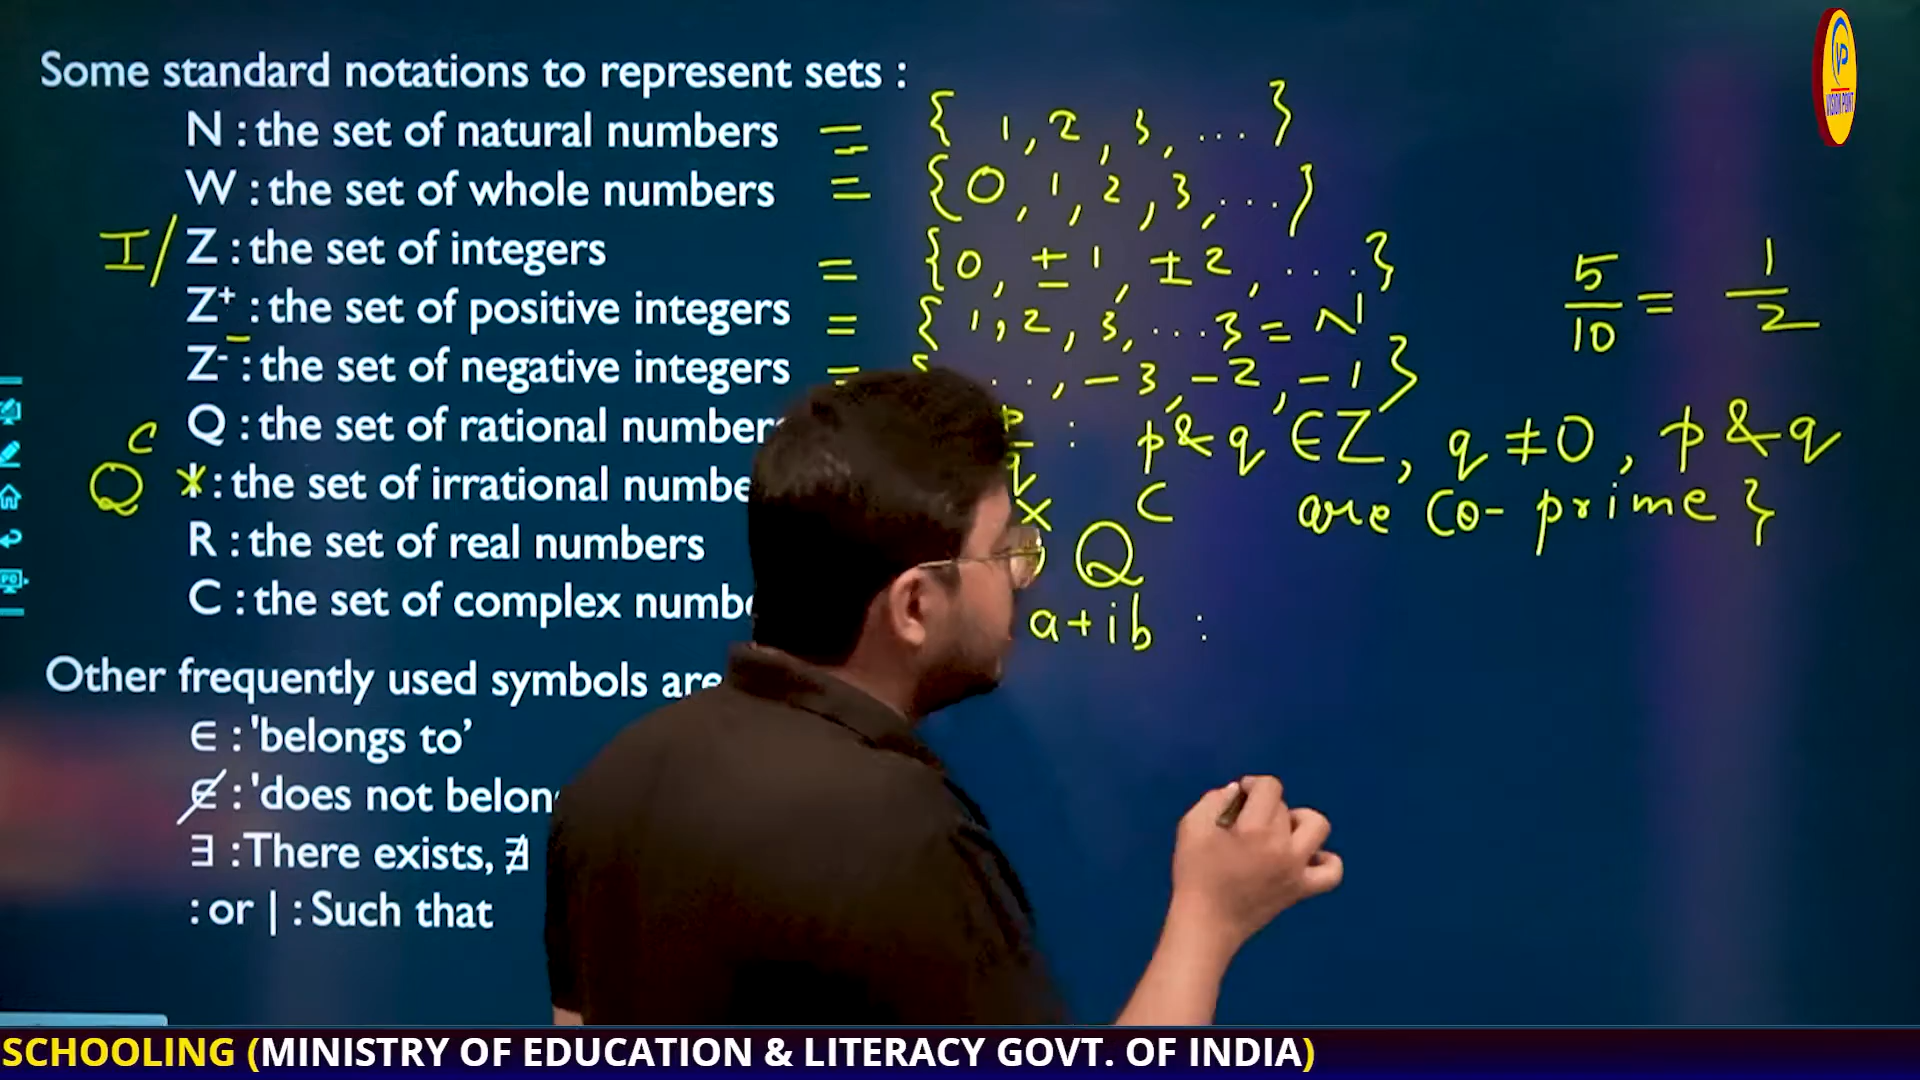 Some standard notations to represent sets :
N : the set of natural numbers = { 1, 2, 3, ... }
W : the set of whole numbers = { 0, 1, 2, 3, ... }
I / Z : the set of integers = { 0, ± 1, ± 2, ... }
Z⁺ : the set of positive integers = { 1, 2, 3, ... } = N
Z⁻ : the set of negative integers = { ..., -3, -2, -1 }
Q : the set of rational : p & q ∈ Z, q ≠ 0, p & q
are co-prime }
Qᶜ : the set of irrational Qᶜ
R : the set of real numbers
C : the set of complex a + ib :
5/10 = 1/2
Other frequently used symbols
∈ : 'belongs to'
∉ : 'does not
∃ : There exists, ∄
: or | : Such that
VP
VISION POINT
SCHOOLING (MINISTRY OF EDUCATION & LITERACY GOVT. OF INDIA)